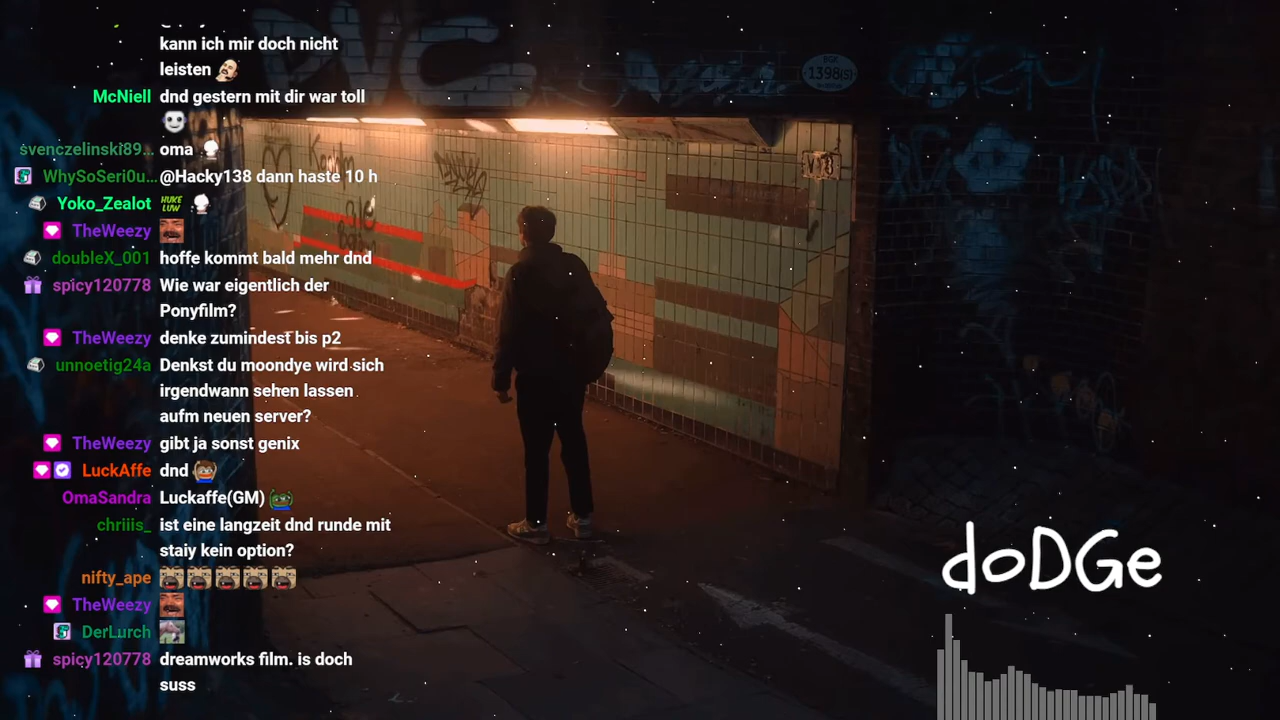 kann ich mir doch nicht
leisten
McNiell dnd gestern mit dir war toll
svenczelinski89... oma
WhySoSeri0u... @Hacky138 dann haste 10 h
Yoko_Zealot HUKE LUW
TheWeezy
doubleX_001 hoffe kommt bald mehr dnd
spicy120778 Wie war eigentlich der
Ponyfilm?
TheWeezy denke zumindest bis p2
unnoetig24a Denkst du moondye wird sich
irgendwann sehen lassen
aufm neuen server?
TheWeezy gibt ja sonst genix
LuckAffe dnd
OmaSandra Luckaffe(GM)
chriiis_ ist eine langzeit dnd runde mit
staiy kein option?
nifty_ape
TheWeezy
DerLurch
spicy120778 dreamworks film. is doch
suss
1398(S)
doDGe